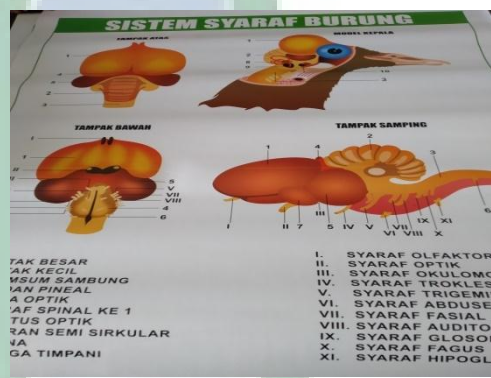 SISTEM SYARAF BURUNG
TAMPAK ATAS
MODEL KEPALA
TAMPAK BAWAH
TAMPAK SAMPING
TAK BESAR
AK KECIL
MSUM SAMBUNG
AN PINEAL
A OPTIK
AF SPINAL KE 1
TUS OPTIK
RAN SEMI SIRKULAR
NA
GA TIMPANI
I. SYARAF OLFAKTOR
II. SYARAF OPTIK
III. SYARAF OKULOMO
IV. SYARAF TROKLES
V. SYARAF TRIGEMI
VI. SYARAF ABDUSE
VII. SYARAF FASIAL
VIII. SYARAF AUDITO
IX. SYARAF GLOSO
X. SYARAF FAGUS
XI. SYARAF HIPOGL